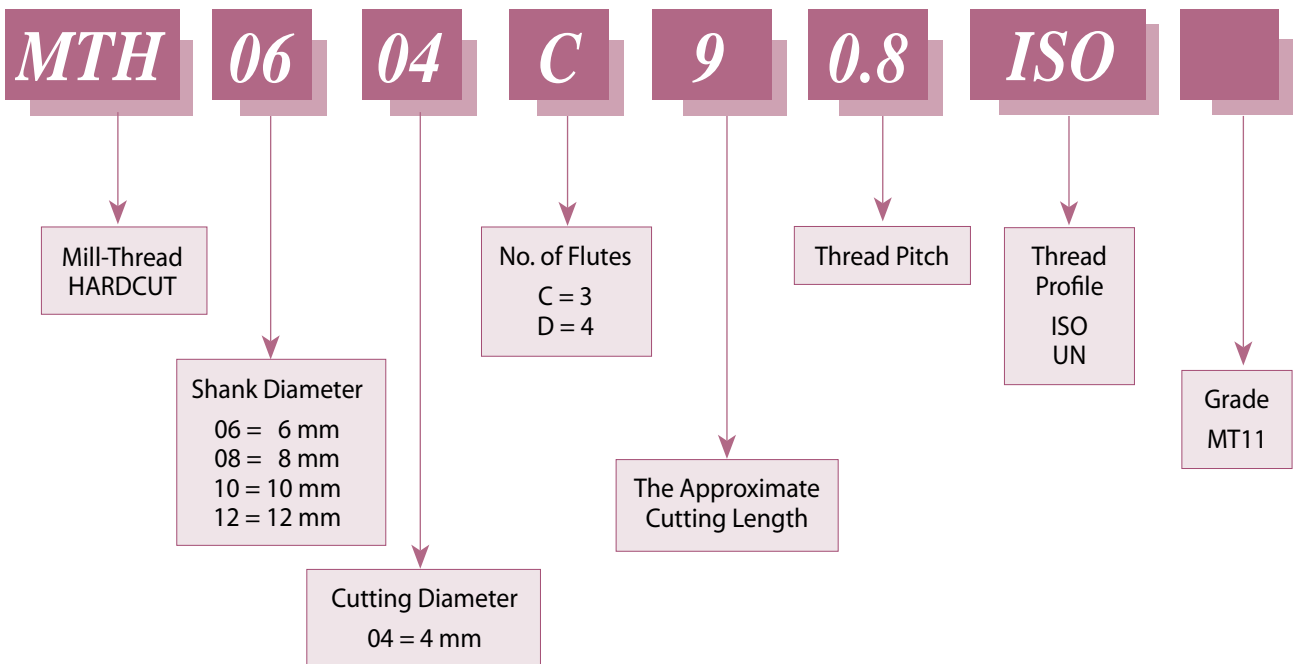 MTH 06 04 C 9 0.8 ISO
Mill-Thread
HARDCUT
Shank Diameter
06 = 6 mm
08 = 8 mm
10 = 10 mm
12 = 12 mm
Cutting Diameter
04 = 4 mm
No. of Flutes
C = 3
D = 4
The Approximate
Cutting Length
Thread Pitch
Thread
Profile
ISO
UN
Grade
MT11